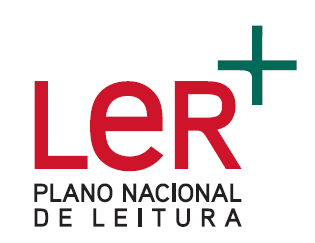 LeR+
PLANO NACIONAL
DE LEITURA